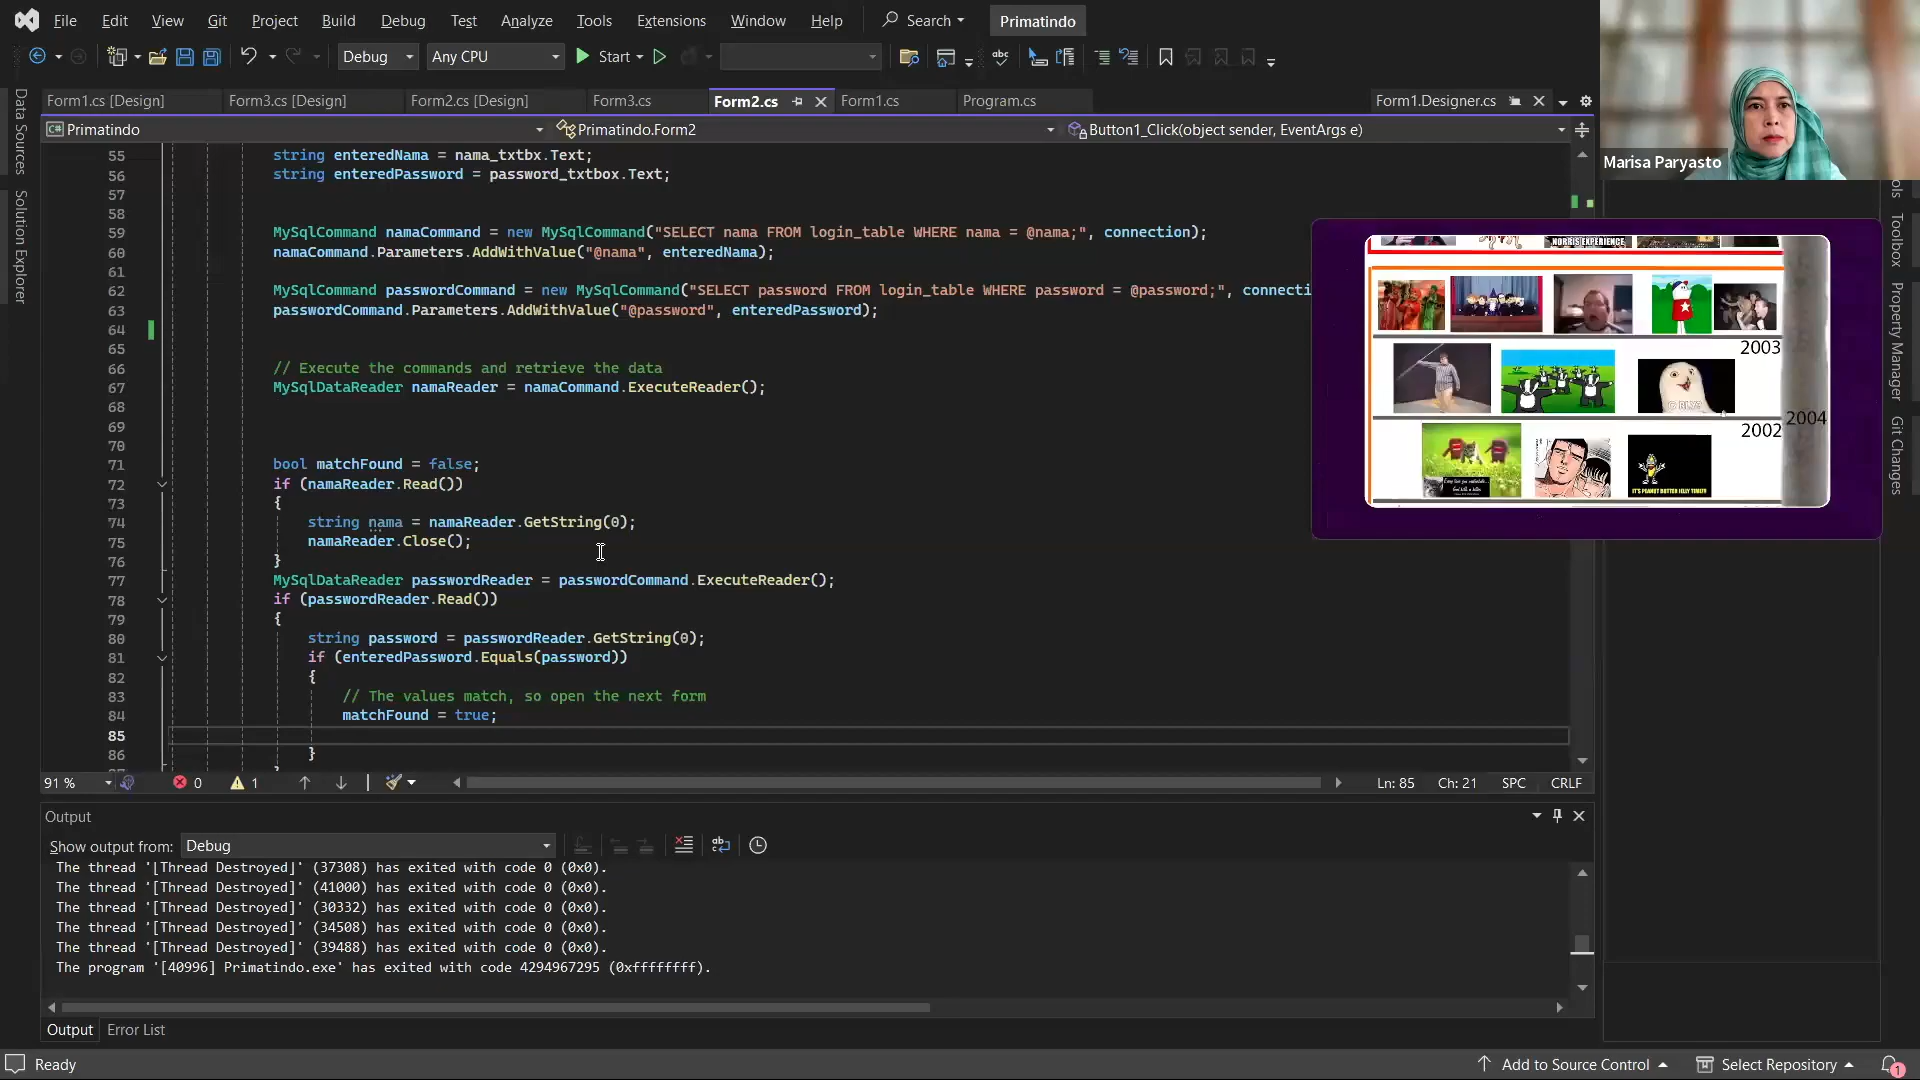 File Edit View Git Project Build Debug Test Analyze Tools Extensions Window Help Search Primatindo
Debug Any CPU Start
Form1.cs [Design] Form3.cs [Design] Form2.cs [Design] Form3.cs Form2.cs Form1.cs Program.cs Form1.Designer.cs
C# Primatindo Primatindo.Form2 Button1_Click(object sender, EventArgs e)
Data Sources
Solution Explorer
55 string enteredNama = nama_txtbx.Text;
56 string enteredPassword = password_txtbox.Text;
57
58
59 MySqlCommand namaCommand = new MySqlCommand("SELECT nama FROM login_table WHERE nama = @nama;", connection);
60 namaCommand.Parameters.AddWithValue("@nama", enteredNama);
61
62 MySqlCommand passwordCommand = new MySqlCommand("SELECT password FROM login_table WHERE password = @password;", connecti
63 passwordCommand.Parameters.AddWithValue("@password", enteredPassword);
64
65
66 // Execute the commands and retrieve the data
67 MySqlDataReader namaReader = namaCommand.ExecuteReader();
68
69
70
71 bool matchFound = false;
72 if (namaReader.Read())
73 {
74 string nama = namaReader.GetString(0);
75 namaReader.Close();
76 }
77 MySqlDataReader passwordReader = passwordCommand.ExecuteReader();
78 if (passwordReader.Read())
79 {
80 string password = passwordReader.GetString(0);
81 if (enteredPassword.Equals(password))
82 {
83 // The values match, so open the next form
84 matchFound = true;
85
86 }
91 % 0 1 Ln: 85 Ch: 21 SPC CRLF
Output
Show output from: Debug
The thread '[Thread Destroyed]' (37308) has exited with code 0 (0x0).
The thread '[Thread Destroyed]' (41000) has exited with code 0 (0x0).
The thread '[Thread Destroyed]' (30332) has exited with code 0 (0x0).
The thread '[Thread Destroyed]' (34508) has exited with code 0 (0x0).
The thread '[Thread Destroyed]' (39488) has exited with code 0 (0x0).
The program '[40996] Primatindo.exe' has exited with code 4294967295 (0xffffffff).
Output Error List
Ready Add to Source Control Select Repository 1
Marisa Paryasto
NORRIS EXPERIENCE
2003
O RLY?
2004
2002
IT'S PEANUT BUTTER JELLY TIME!!
Toolbox
Property Manager
Git Changes